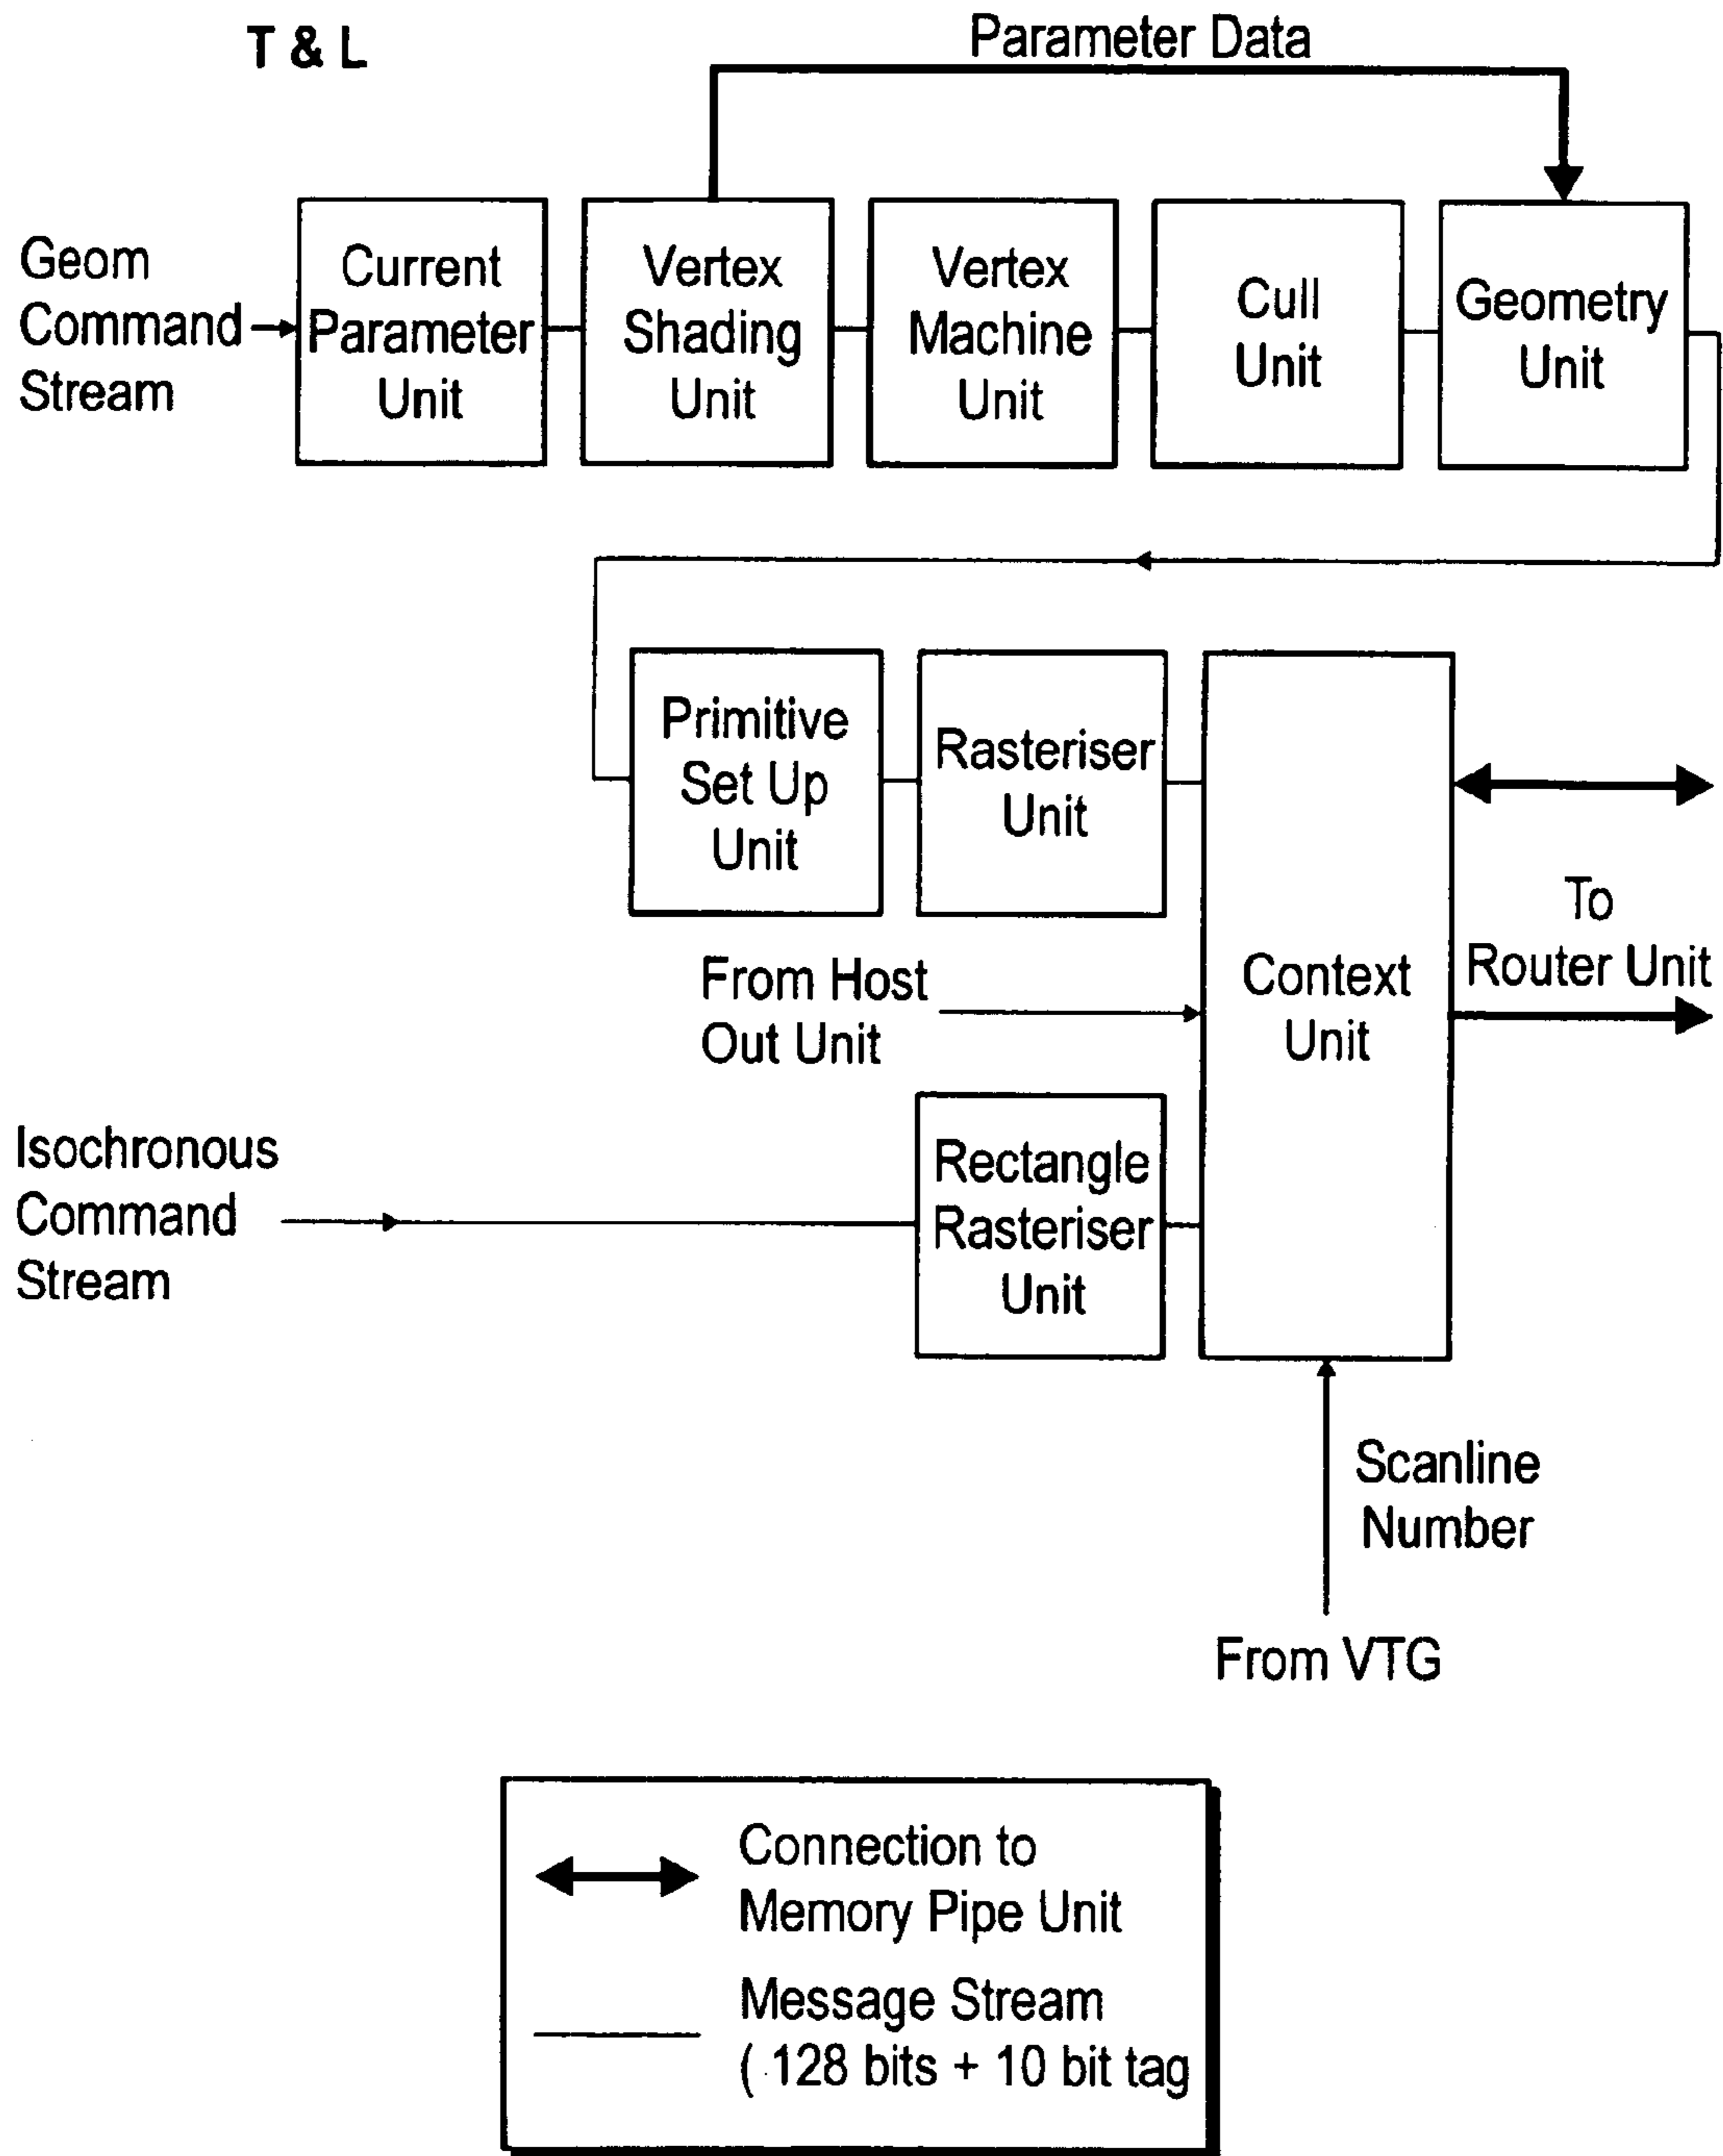 T & L
Parameter Data
Geom
Command
Stream
Current
Parameter
Unit
Vertex
Shading
Unit
Vertex
Machine
Unit
Cull
Unit
Geometry
Unit
Primitive
Set Up
Unit
Rasteriser
Unit
Context
Unit
To
Router Unit
From Host
Out Unit
Isochronous
Command
Stream
Rectangle
Rasteriser
Unit
Scanline
Number
From VTG
Connection to
Memory Pipe Unit
Message Stream
( 128 bits + 10 bit tag